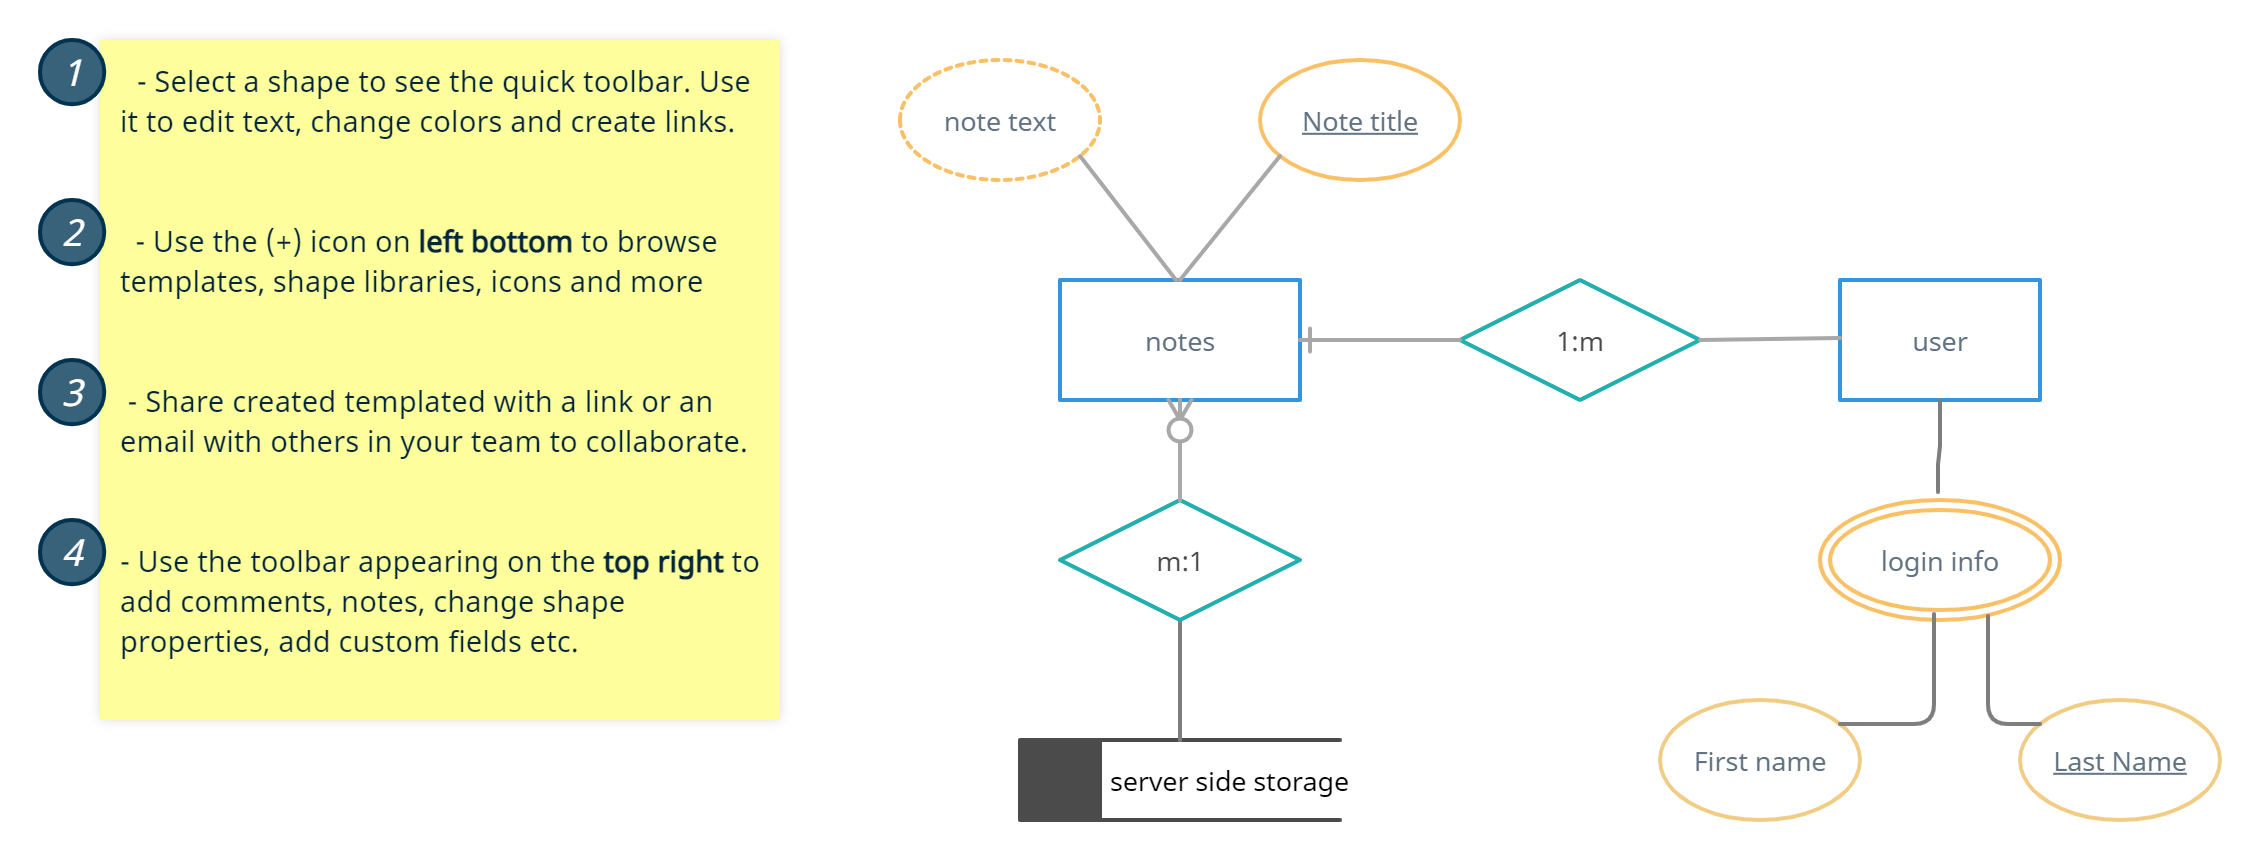 1
- Select a shape to see the quick toolbar. Use
it to edit text, change colors and create links.
2
- Use the (+) icon on left bottom to browse
templates, shape libraries, icons and more
3
- Share created templated with a link or an
email with others in your team to collaborate.
4
- Use the toolbar appearing on the top right to
add comments, notes, change shape
properties, add custom fields etc.
note text
Note title
notes
1:m
user
m:1
login info
server side storage
First name
Last Name